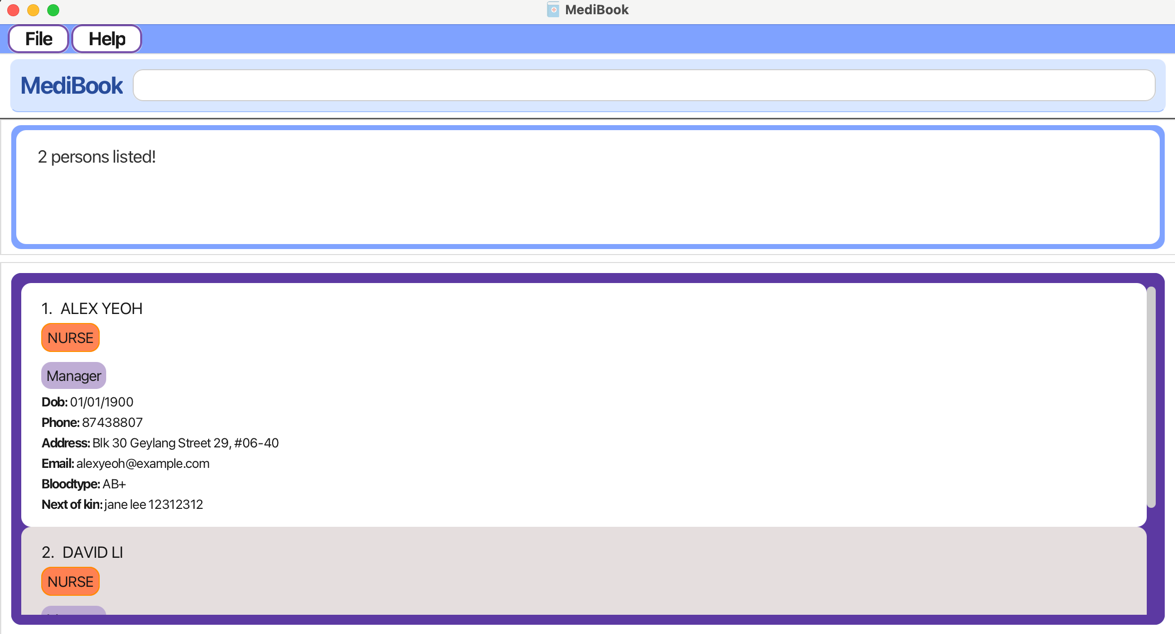 MediBook
File Help
MediBook
2 persons listed!
1. ALEX YEOH
NURSE
Manager
Dob: 01/01/1900
Phone: 87438807
Address: Blk 30 Geylang Street 29, #06-40
Email: alexyeoh@example.com
Bloodtype: AB+
Next of kin: jane lee 12312312
2. DAVID LI
NURSE